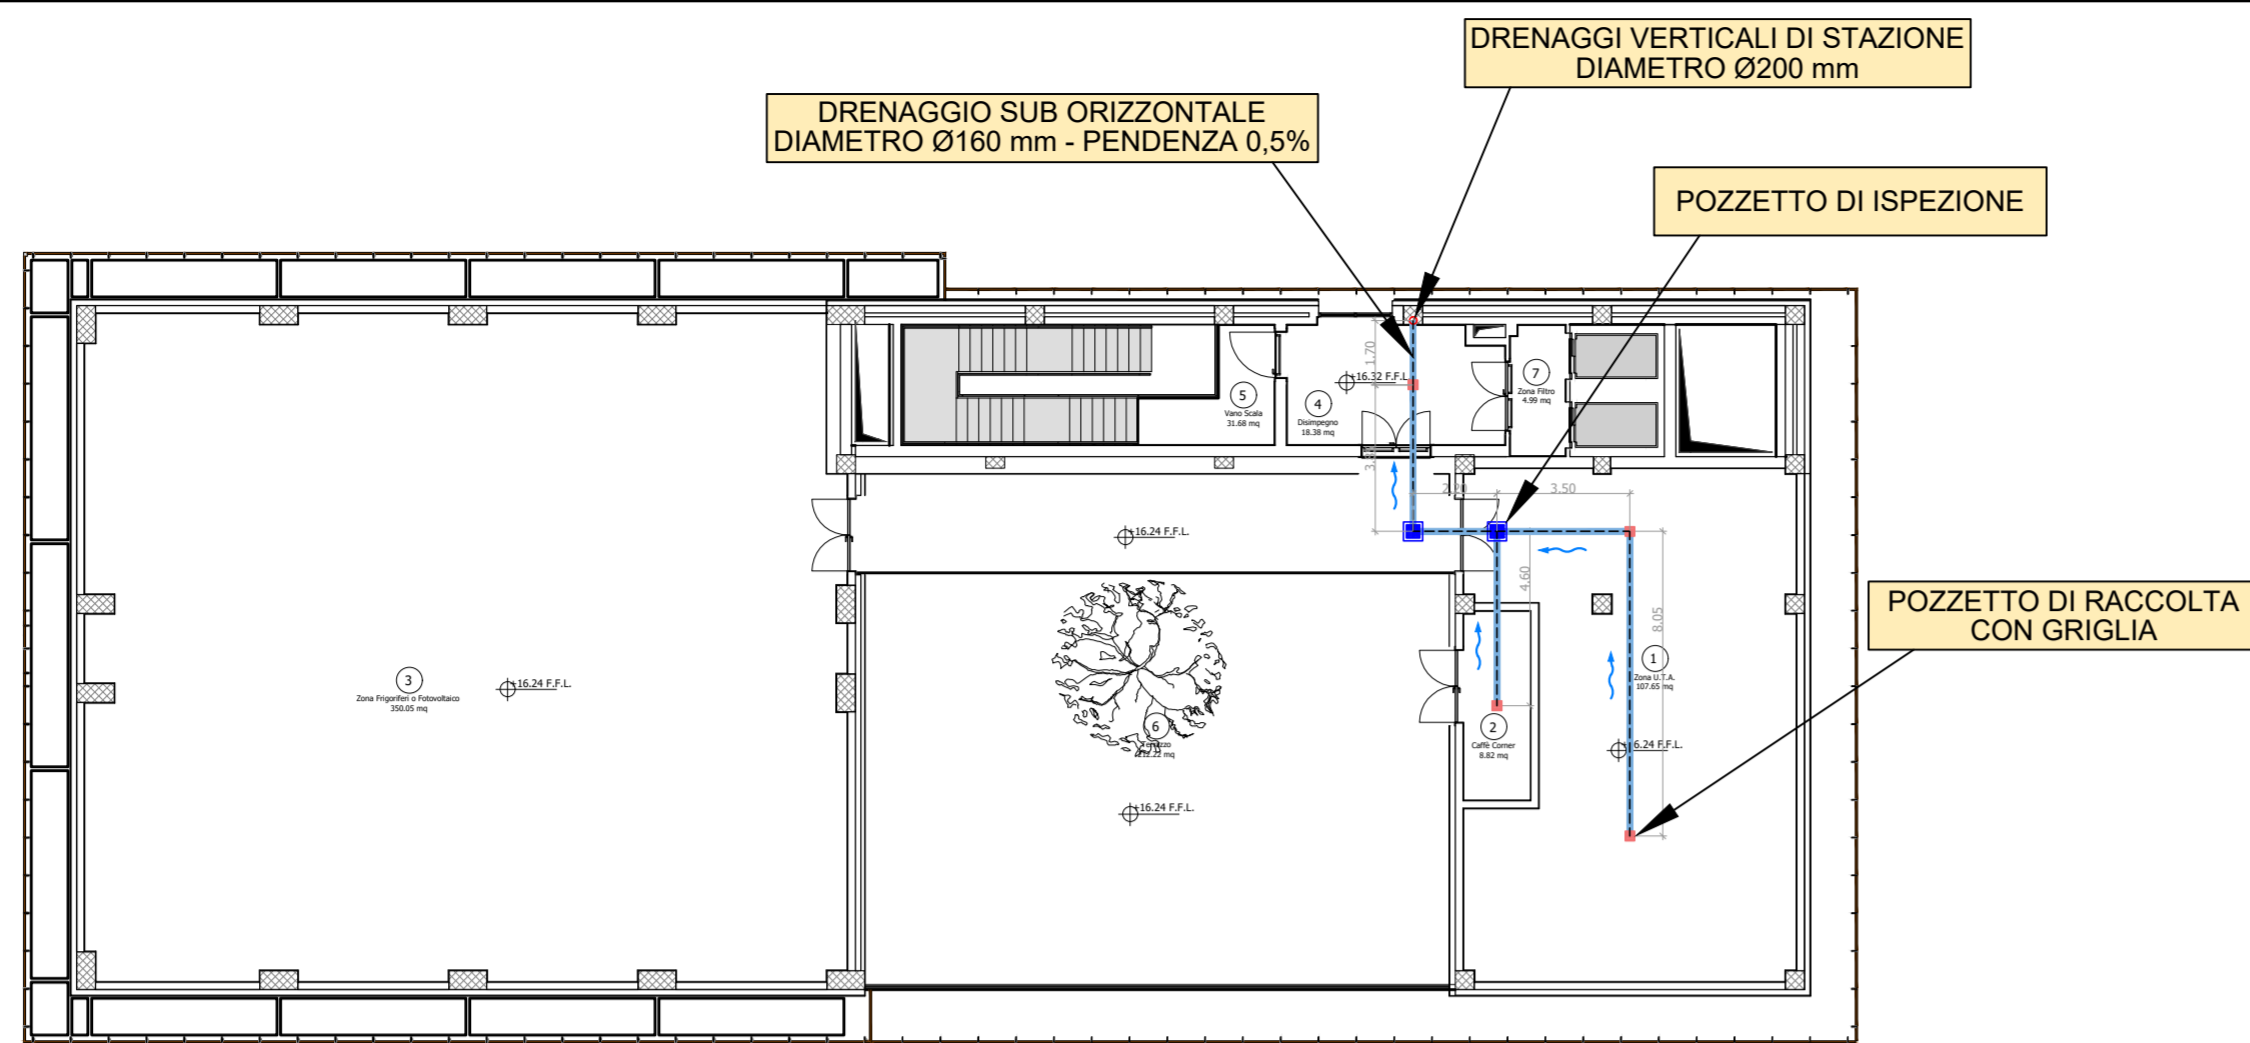 DRENAGGI VERTICALI DI STAZIONE
DIAMETRO Ø200 mm
DRENAGGIO SUB ORIZZONTALE
DIAMETRO Ø160 mm - PENDENZA 0,5%
POZZETTO DI ISPEZIONE
1.70
+16.32 F.F.L.
7
Zona Filtro
4.99 mq
5
Vano Scala
31.68 mq
4
Disimpegno
18.38 mq
2.20
3.50
+16.24 F.F.L.
4.60
8.05
POZZETTO DI RACCOLTA
CON GRIGLIA
1
Zona U.T.A.
107.65 mq
3
Zona Frigoriferi o Fotovoltaico
350.05 mq
+16.24 F.F.L.
6
Terrazzo
2
Caffè Corner
8.82 mq
16.24 F.F.L.
+16.24 F.F.L.